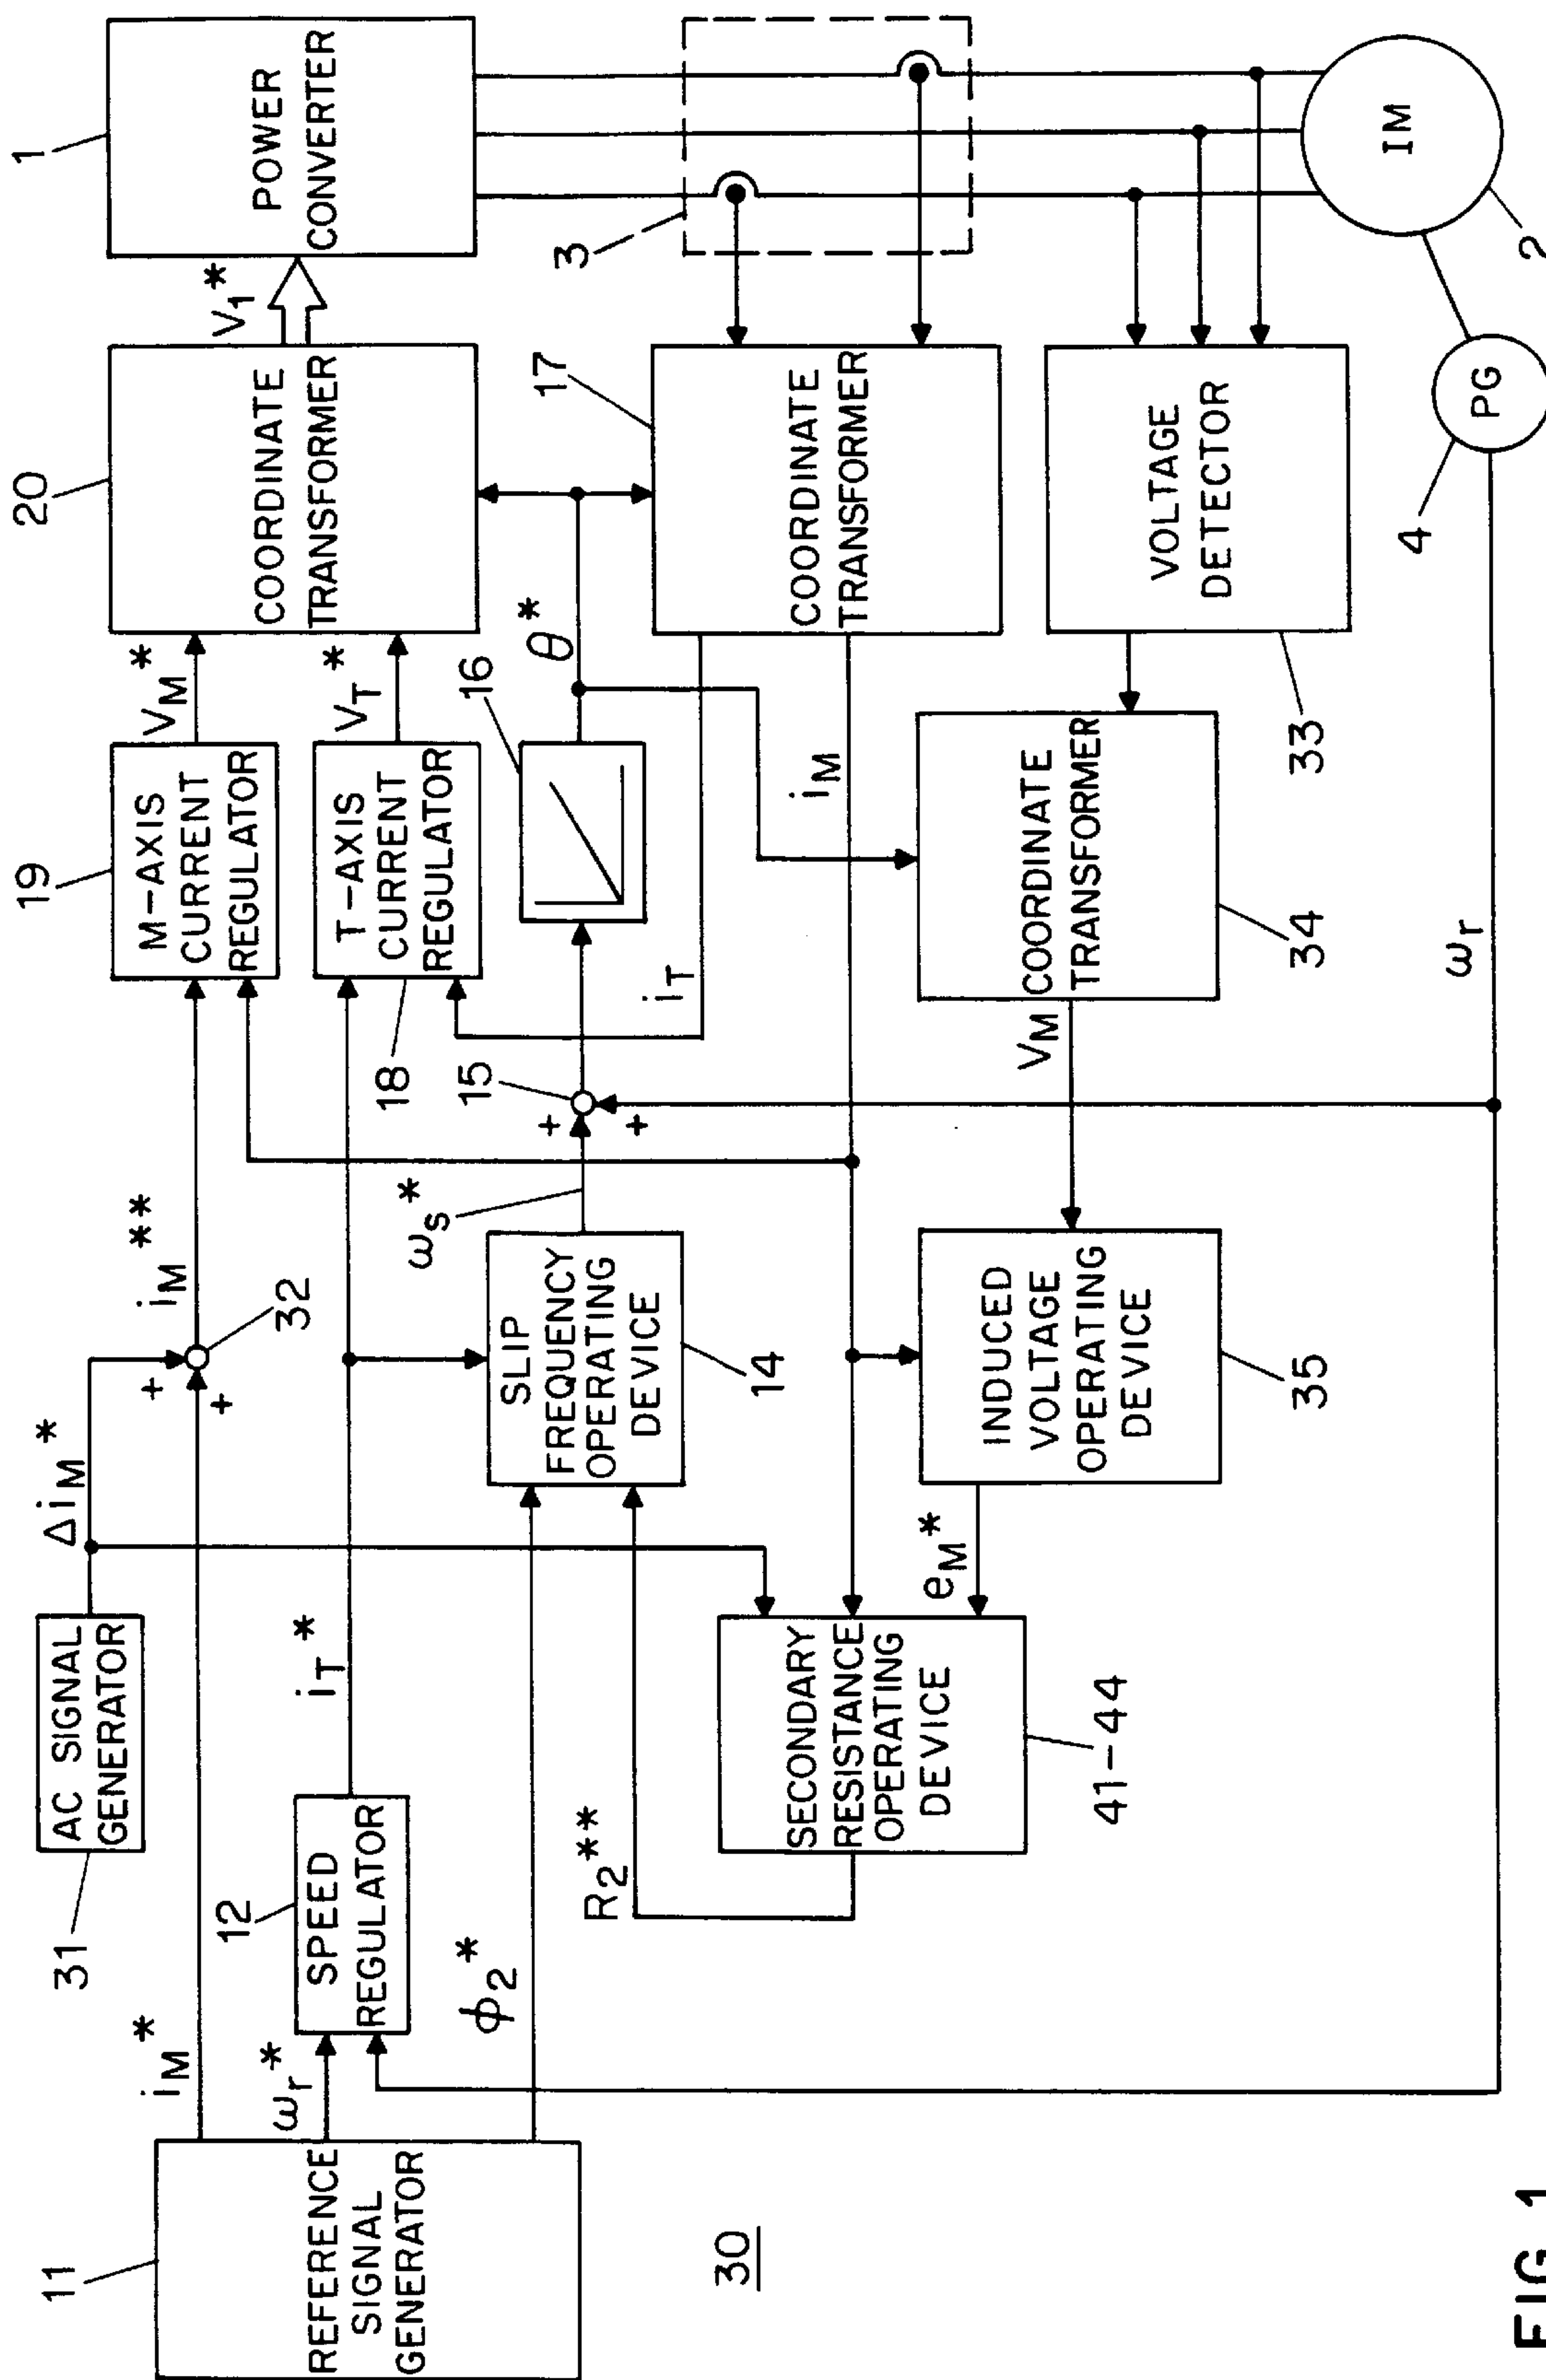 1
POWER
CONVERTER
V1*
20
COORDINATE
TRANSFORMER
VM*
VT*
19
M-AXIS
CURRENT
REGULATOR
T-AXIS
CURRENT
REGULATOR
18
iM**
32
+
+
ΔiM*
AC SIGNAL
GENERATOR
31
iM*
iT*
12
SPEED
REGULATOR
ωr*
ϕ2*
11
REFERENCE
SIGNAL
GENERATOR
3
17
COORDINATE
TRANSFORMER
θ*
16
iT
iM
15
+
+
ωs*
SLIP
FREQUENCY
OPERATING
DEVICE
14
R2**
SECONDARY
RESISTANCE
OPERATING
DEVICE
41-44
eM*
INDUCED
VOLTAGE
OPERATING
DEVICE
35
VM
COORDINATE
TRANSFORMER
34
VOLTAGE
DETECTOR
33
IM
2
PG
4
ωr
30
FIG. 1